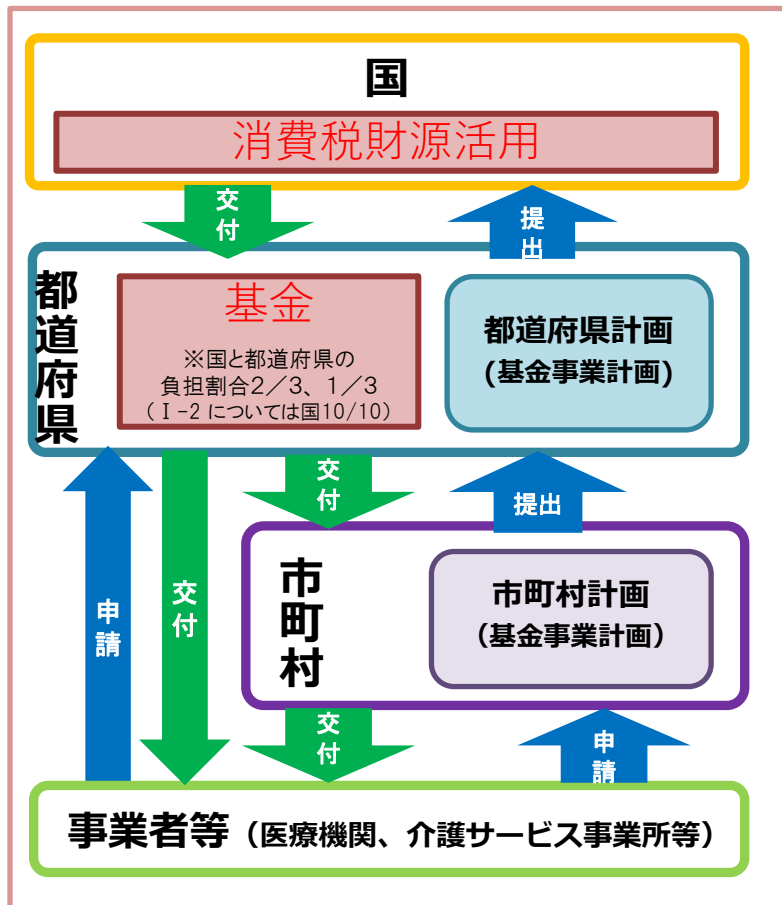 国
消費税財源活用
交付
提出
都道府県
基金
※国と都道府県の
負担割合2／3、1／3
(Ⅰ-2 については国10/10)
都道府県計画
(基金事業計画)
申請
交付
交付
提出
市町村
市町村計画
(基金事業計画)
交付
申請
事業者等（医療機関、介護サービス事業所等）